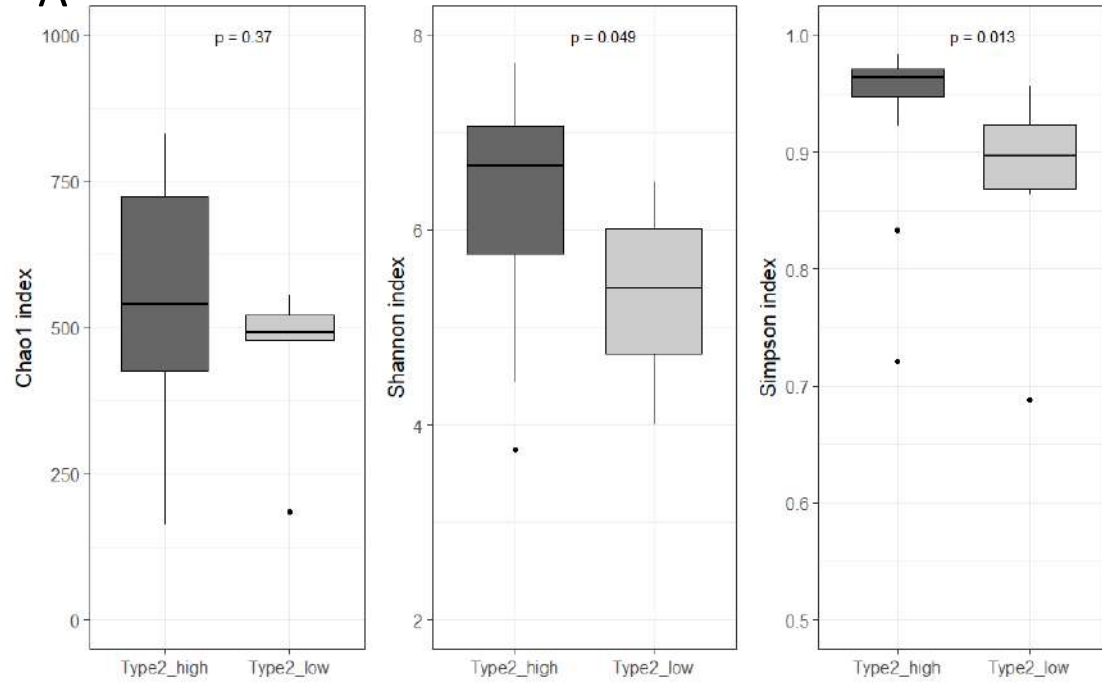 A
p = 0.37
1000
750
500
250
0
Chao1 index
Type2_high Type2_low
p = 0.049
8
6
4
2
Shannon index
Type2_high Type2_low
p = 0.013
1.0
0.9
0.8
0.7
0.6
0.5
Simpson index
Type2_high Type2_low